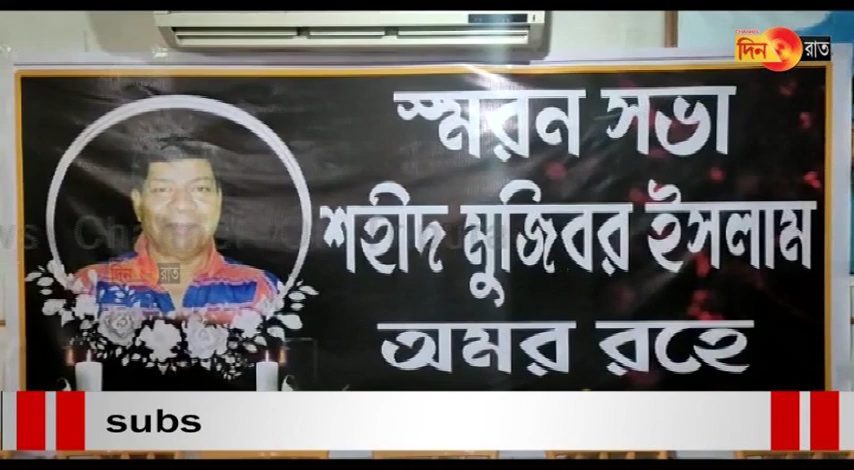 দিন রাত
স্মরন সভা
শহীদ মুজিবর ইসলাম
অমর রহে
দিন রাত
subs